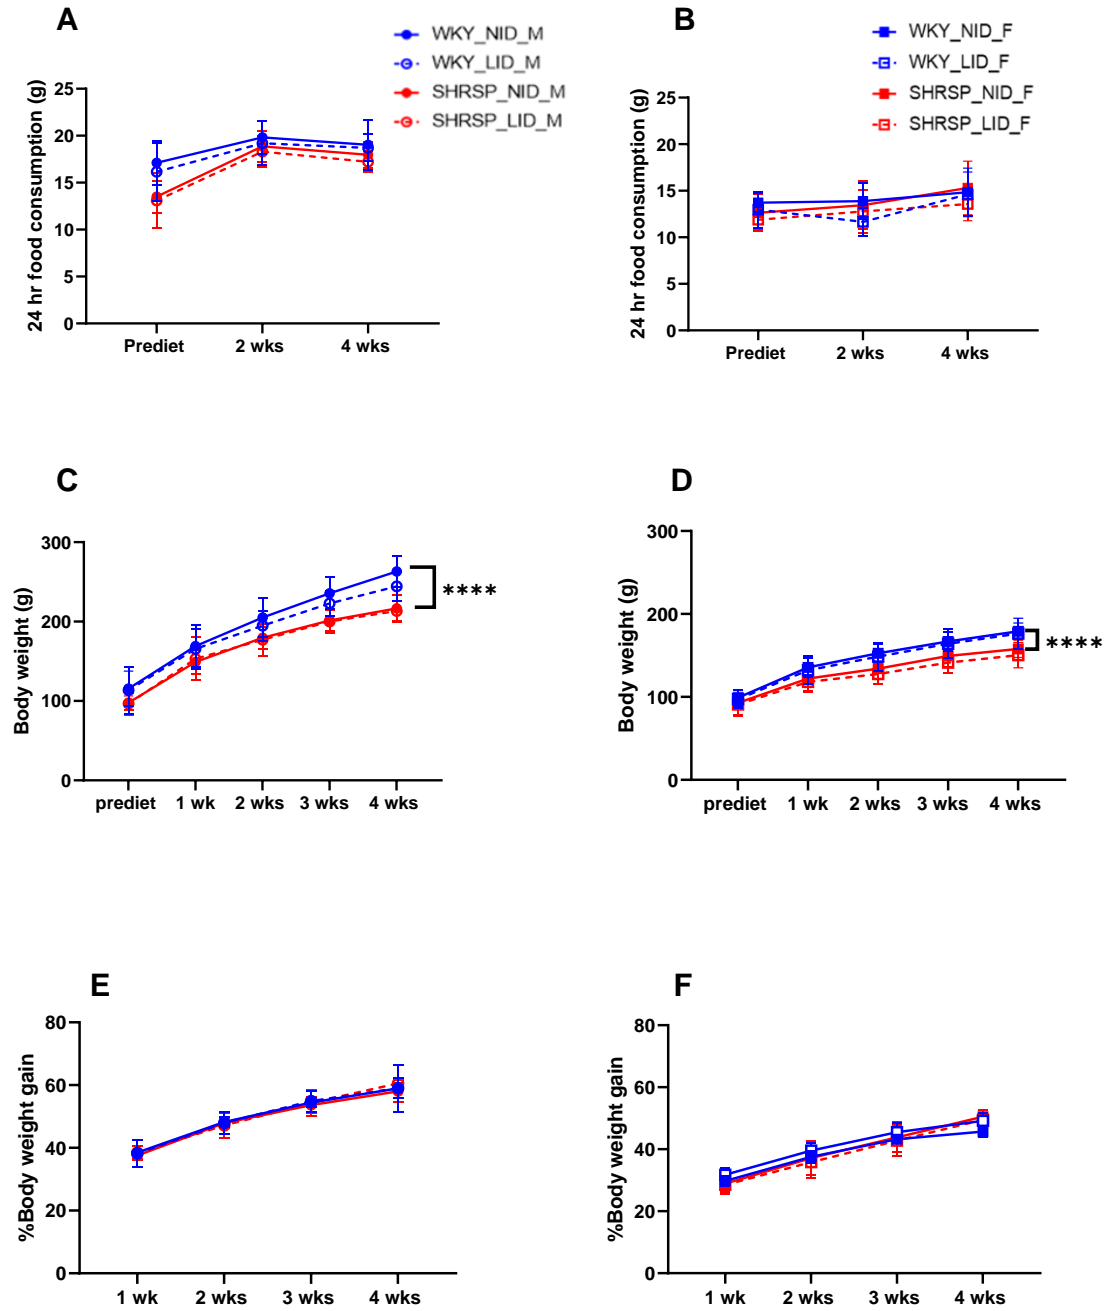 A
WKY_NID_M
WKY_LID_M
SHRSP_NID_M
SHRSP_LID_M
24 hr food consumption (g)
25
20
15
10
5
0
Prediet 2 wks 4 wks
B
WKY_NID_F
WKY_LID_F
SHRSP_NID_F
SHRSP_LID_F
24 hr food consumption (g)
25
20
15
10
5
0
Prediet 2 wks 4 wks
C
Body weight (g)
300
200
100
0
****
prediet 1 wk 2 wks 3 wks 4 wks
D
Body weight (g)
300
200
100
0
****
prediet 1 wk 2 wks 3 wks 4 wks
E
%Body weight gain
80
60
40
20
0
1 wk 2 wks 3 wks 4 wks
F
%Body weight gain
80
60
40
20
0
1 wk 2 wks 3 wks 4 wks